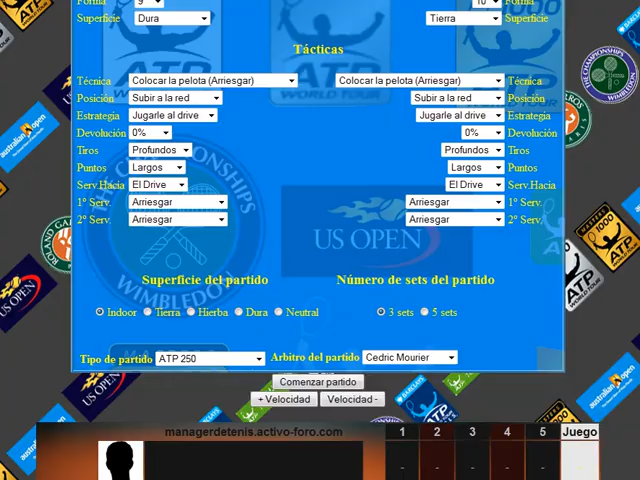 Forma 9 10 Forma
Superficie Dura Tierra Superficie
Tácticas
Técnica Colocar la pelota (Arriesgar) Colocar la pelota (Arriesgar) Técnica
Posición Subir a la red Subir a la red Posición
Estrategia Jugarle al drive Jugarle al drive Estrategia
Devolución 0% 0% Devolución
Tiros Profundos Profundos Tiros
Puntos Largos Largos Puntos
Serv.Hacia El Drive El Drive Serv.Hacia
1º Serv. Arriesgar Arriesgar 1º Serv.
2º Serv. Arriesgar Arriesgar 2º Serv.
US OPEN
Superficie del partido Número de sets del partido
Indoor Tierra Hierba Dura Neutral 3 sets 5 sets
Tipo de partido ATP 250 Arbitro del partido Cedric Mourier
Comenzar partido
+ Velocidad Velocidad -
managerdetenis.activo-foro.com 1 2 3 4 5 Juego
- - - - - -